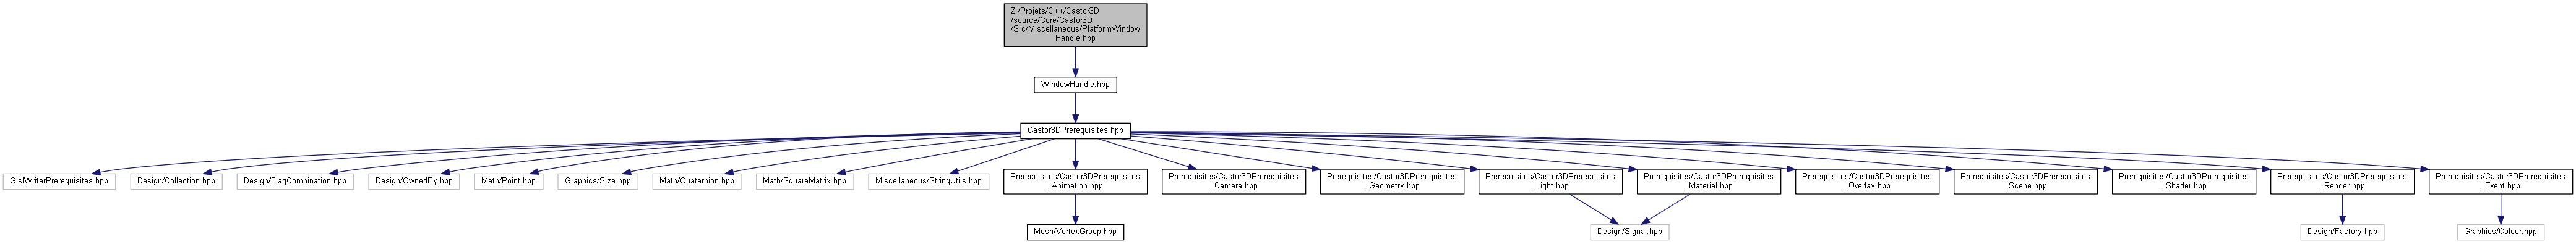 Z:/Projets/C++/Castor3D
/source/Core/Castor3D
/Src/Miscellaneous/PlatformWindow
Handle.hpp
WindowHandle.hpp
Castor3DPrerequisites.hpp
GlslWriterPrerequisites.hpp
Design/Collection.hpp
Design/FlagCombination.hpp
Design/OwnedBy.hpp
Math/Point.hpp
Graphics/Size.hpp
Math/Quaternion.hpp
Math/SquareMatrix.hpp
Miscellaneous/StringUtils.hpp
Prerequisites/Castor3DPrerequisites
_Animation.hpp
Prerequisites/Castor3DPrerequisites
_Camera.hpp
Prerequisites/Castor3DPrerequisites
_Geometry.hpp
Prerequisites/Castor3DPrerequisites
_Light.hpp
Prerequisites/Castor3DPrerequisites
_Material.hpp
Prerequisites/Castor3DPrerequisites
_Overlay.hpp
Prerequisites/Castor3DPrerequisites
_Scene.hpp
Prerequisites/Castor3DPrerequisites
_Shader.hpp
Prerequisites/Castor3DPrerequisites
_Render.hpp
Prerequisites/Castor3DPrerequisites
_Event.hpp
Mesh/VertexGroup.hpp
Design/Signal.hpp
Design/Factory.hpp
Graphics/Colour.hpp